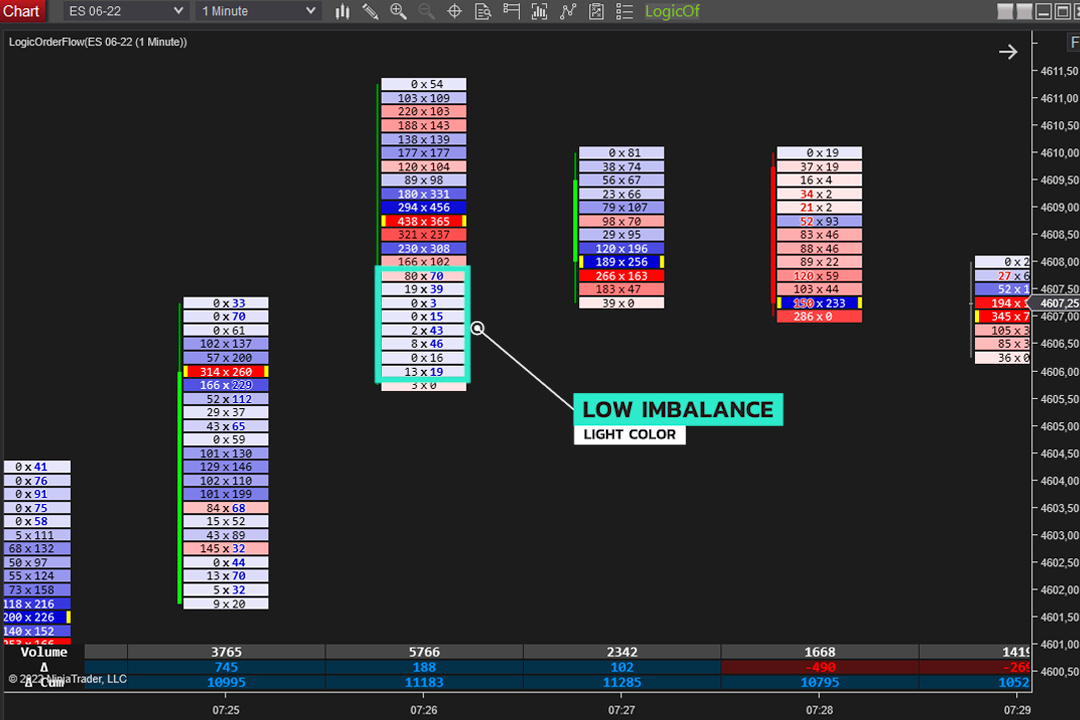 Chart ES 06-22 1 Minute LogicOf
LogicOrderFlow(ES 06-22 (1 Minute))
F
0 x 54
103 x 109
220 x 103
188 x 143
138 x 139
177 x 177
120 x 104
89 x 98
180 x 331
294 x 456
438 x 365
321 x 237
230 x 308
166 x 102
80 x 70
19 x 39
0 x 3
0 x 15
2 x 43
8 x 46
0 x 16
13 x 19
3 x 0
0 x 81
38 x 74
56 x 67
23 x 66
79 x 107
98 x 70
29 x 95
120 x 196
189 x 256
266 x 163
183 x 47
39 x 0
0 x 19
37 x 19
16 x 4
34 x 2
21 x 2
52 x 93
83 x 46
88 x 46
89 x 22
120 x 59
103 x 44
150 x 233
286 x 0
0 x 2
27 x 6
52 x 1
194 x 1
345 x 7
105 x 3
85 x 3
36 x 0
0 x 33
0 x 70
0 x 61
102 x 137
57 x 200
314 x 260
166 x 229
52 x 112
29 x 37
43 x 65
0 x 59
101 x 130
129 x 146
102 x 110
101 x 199
84 x 68
15 x 52
43 x 89
145 x 32
0 x 44
13 x 70
5 x 32
9 x 20
0 x 41
0 x 76
0 x 91
0 x 75
0 x 58
5 x 111
68 x 132
50 x 97
55 x 124
73 x 158
118 x 216
200 x 226
140 x 152
253 x 166
LOW IMBALANCE
LIGHT COLOR
4611,50
4611,00
4610,50
4610,00
4609,50
4609,00
4608,50
4608,00
4607,50
4607,25
4606,50
4606,00
4605,50
4605,00
4604,50
4604,00
4603,50
4603,00
4602,50
4602,00
4601,50
4601,00
4600,50
Volume 3765 5766 2342 1668 1419
Δ 745 188 102 -490 -269
Δ Cum 10995 11183 11285 10795 1052
© 2022 NinjaTrader, LLC
07:25 07:26 07:27 07:28 07:29